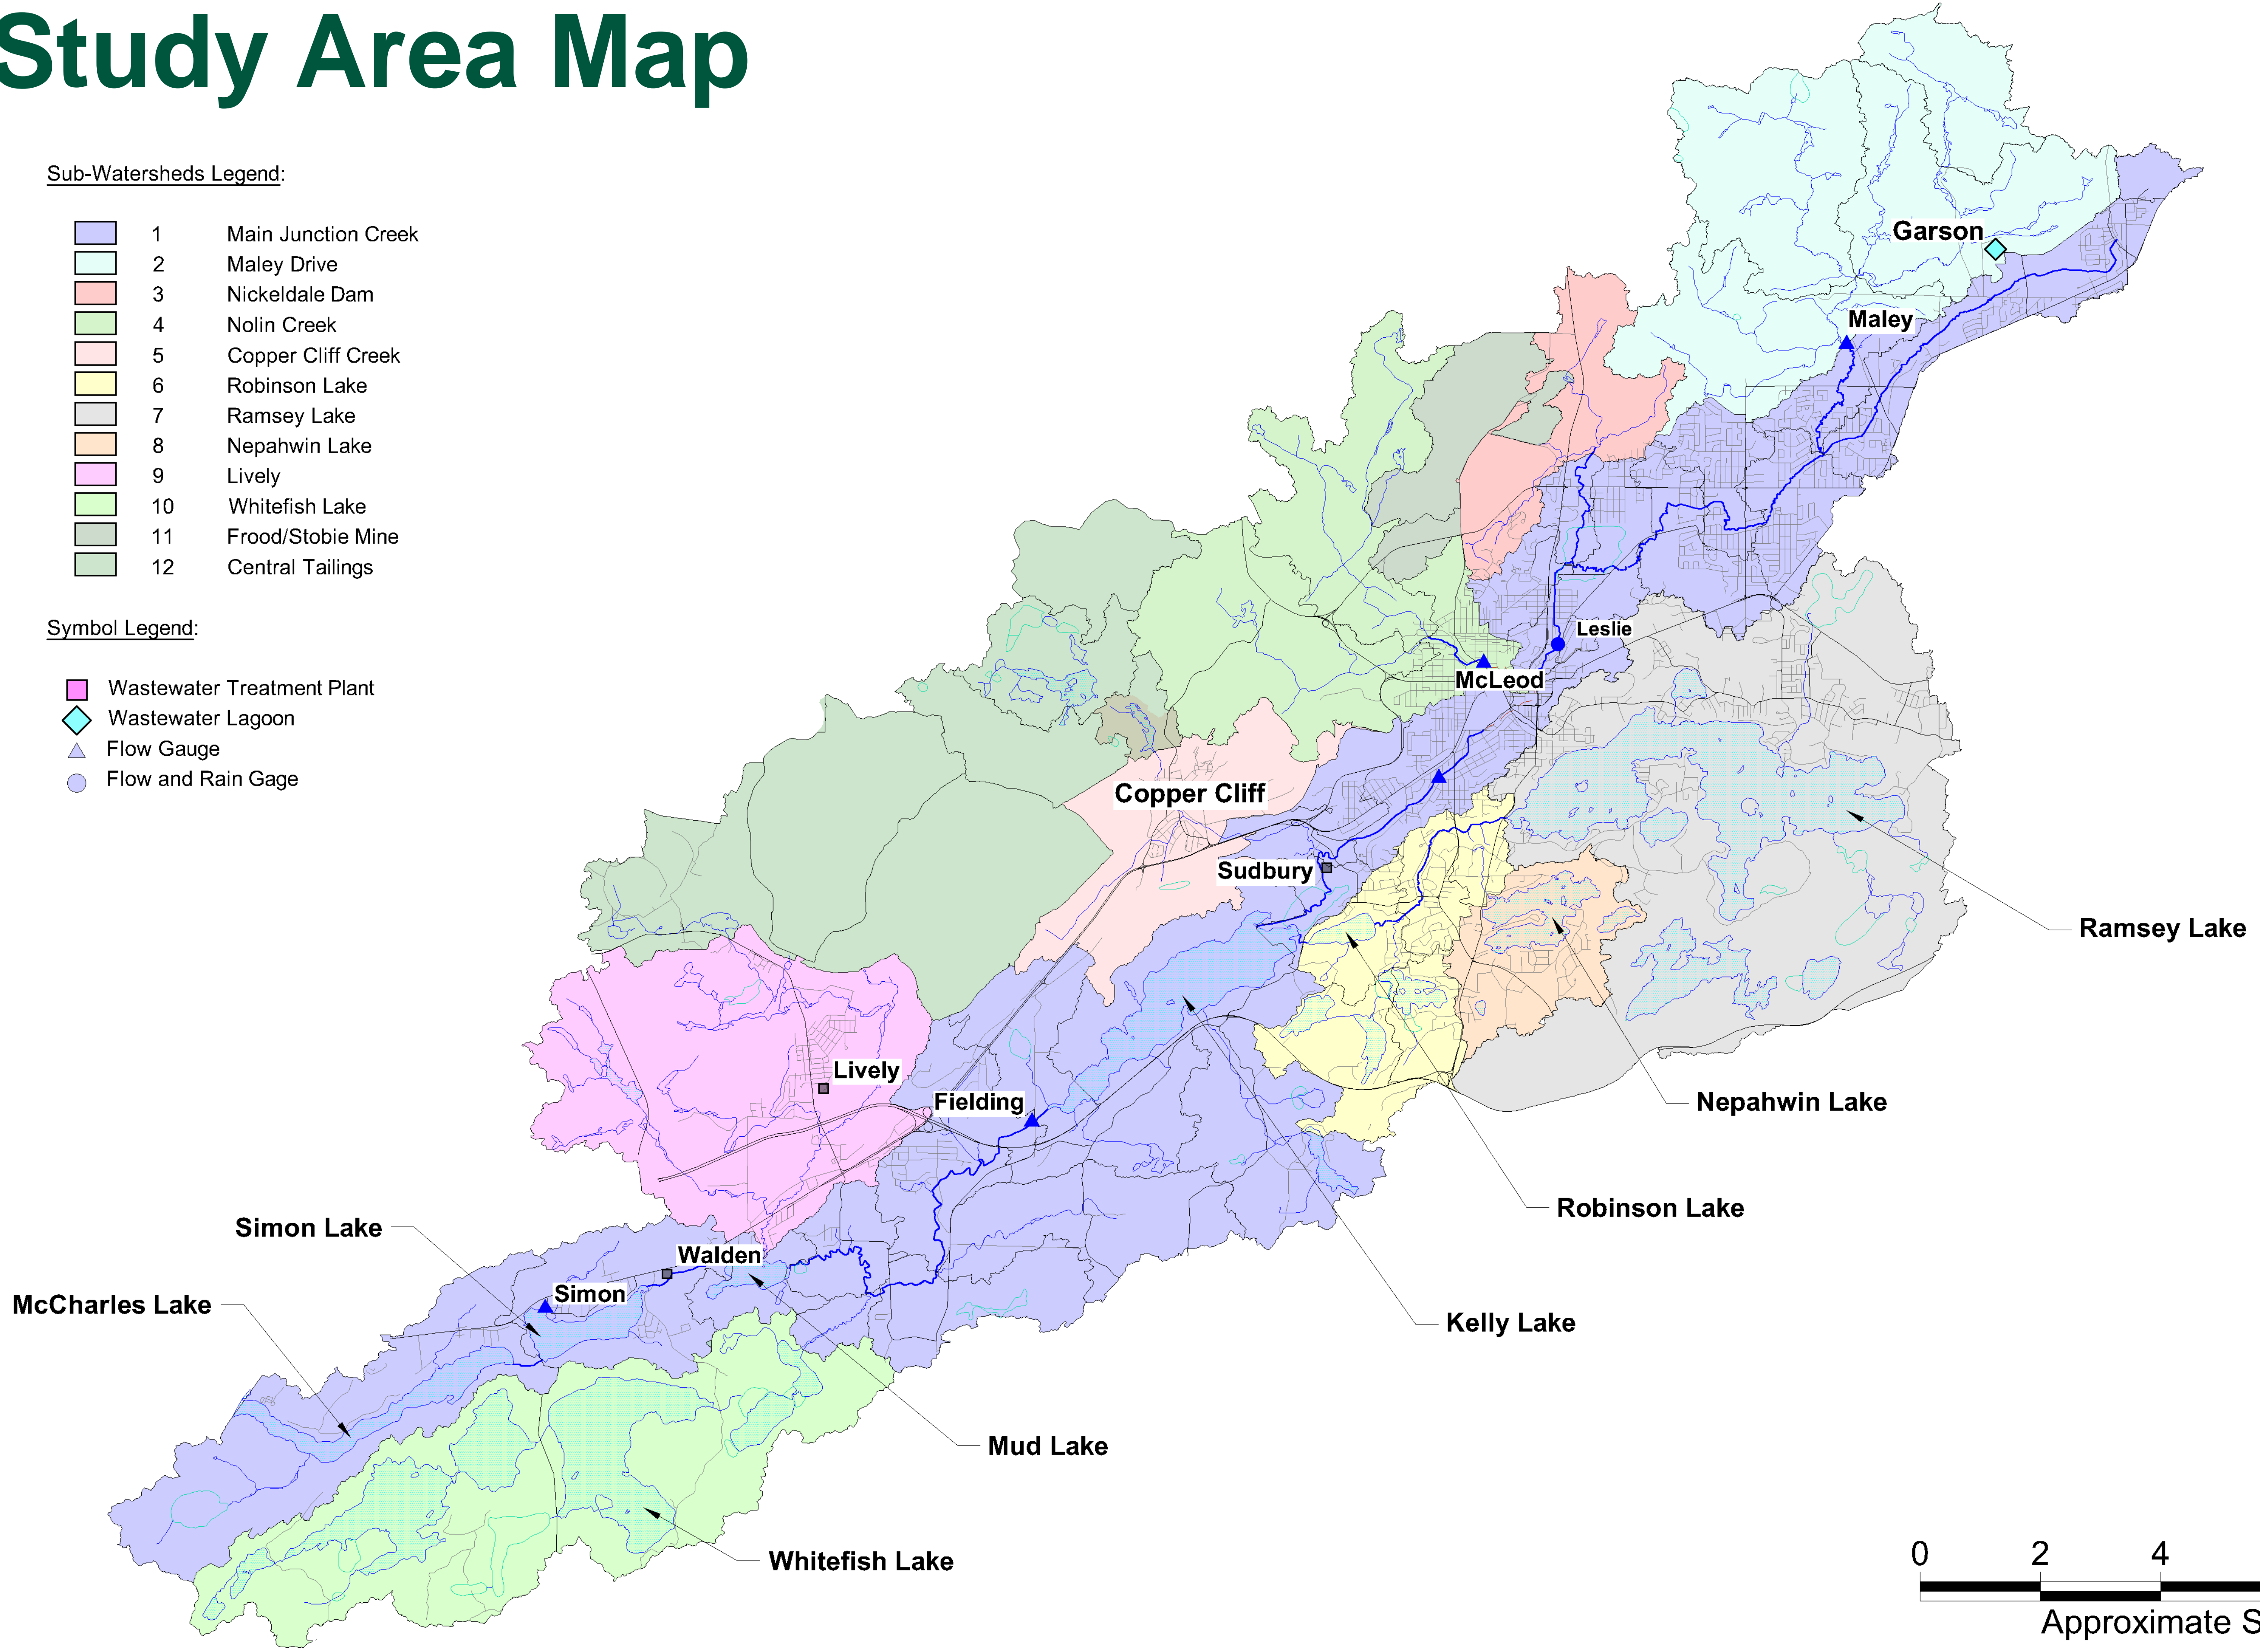 Study Area Map
Sub-Watersheds Legend:
1 Main Junction Creek
2 Maley Drive
3 Nickeldale Dam
4 Nolin Creek
5 Copper Cliff Creek
6 Robinson Lake
7 Ramsey Lake
8 Nepahwin Lake
9 Lively
10 Whitefish Lake
11 Frood/Stobie Mine
12 Central Tailings
Symbol Legend:
Wastewater Treatment Plant
Wastewater Lagoon
Flow Gauge
Flow and Rain Gage
Garson
Maley
Leslie
McLeod
Copper Cliff
Sudbury
Ramsey Lake
Lively
Fielding
Nepahwin Lake
Robinson Lake
Simon Lake
Walden
Simon
McCharles Lake
Kelly Lake
Mud Lake
Whitefish Lake
0 2 4
Approximate S